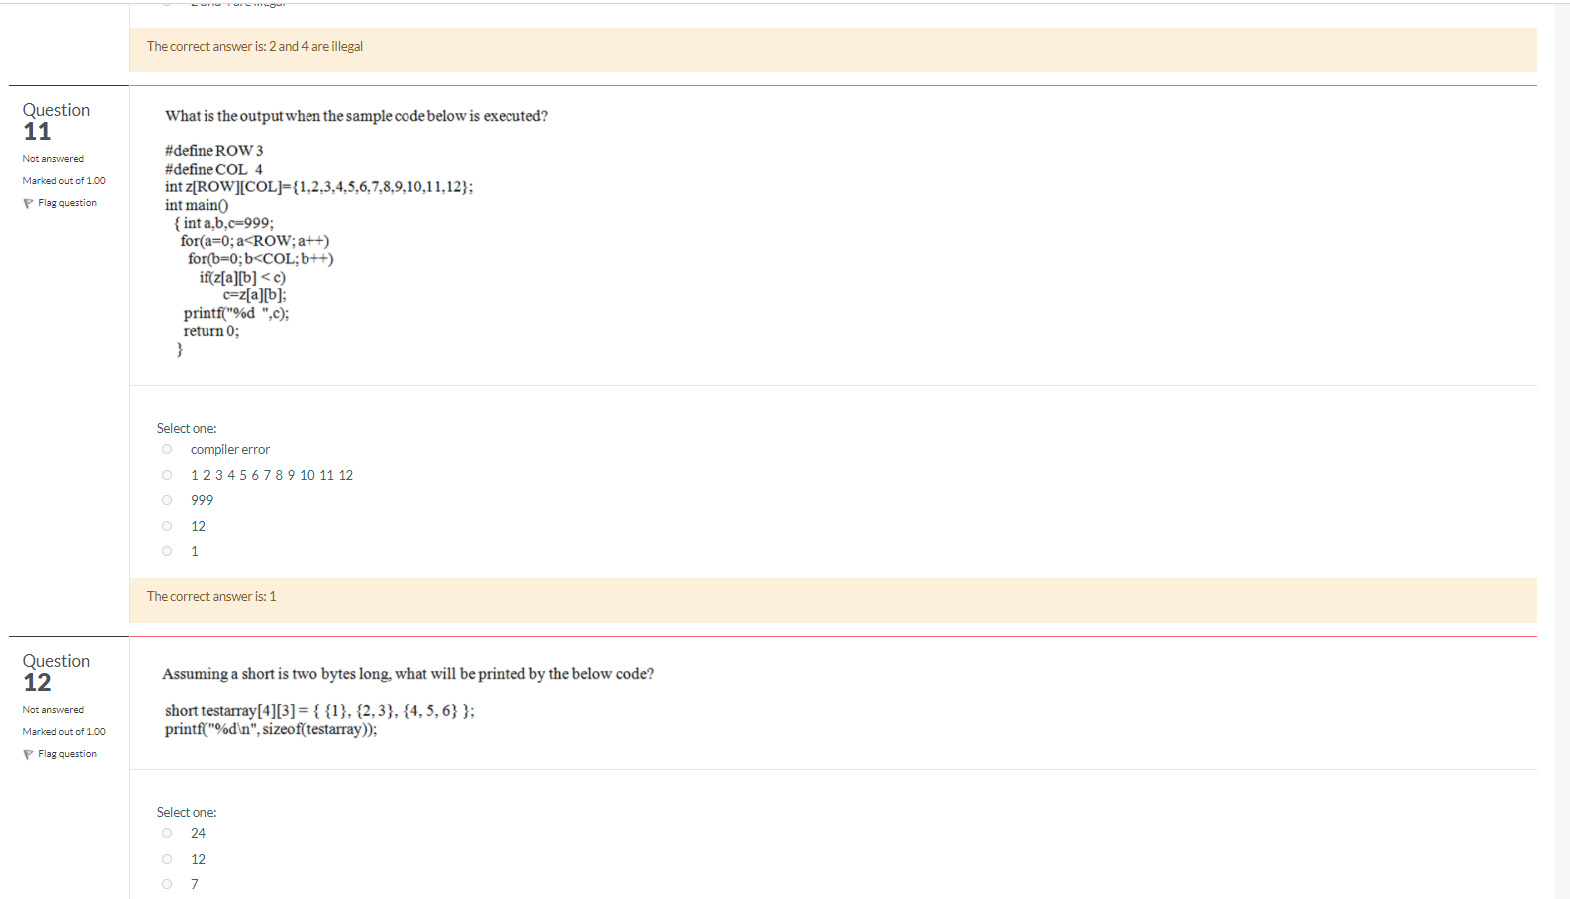 The correct answer is: 2 and 4 are illegal
Question
11
Not answered
Marked out of 1.00
Flag question
What is the output when the sample code below is executed?
#define ROW 3
#define COL 4
int z[ROW][COL]={1,2,3,4,5,6,7,8,9,10,11,12};
int main()
{ int a,b,c=999;
for(a=0; a<ROW; a++)
for(b=0; b<COL; b++)
if(z[a][b] < c)
c=z[a][b];
printf("%d ",c);
return 0;
}
Select one:
compiler error
1 2 3 4 5 6 7 8 9 10 11 12
999
12
1
The correct answer is: 1
Question
12
Not answered
Marked out of 1.00
Flag question
Assuming a short is two bytes long, what will be printed by the below code?
short testarray[4][3] = { {1}, {2, 3}, {4, 5, 6} };
printf("%d\n", sizeof(testarray));
Select one:
24
12
7